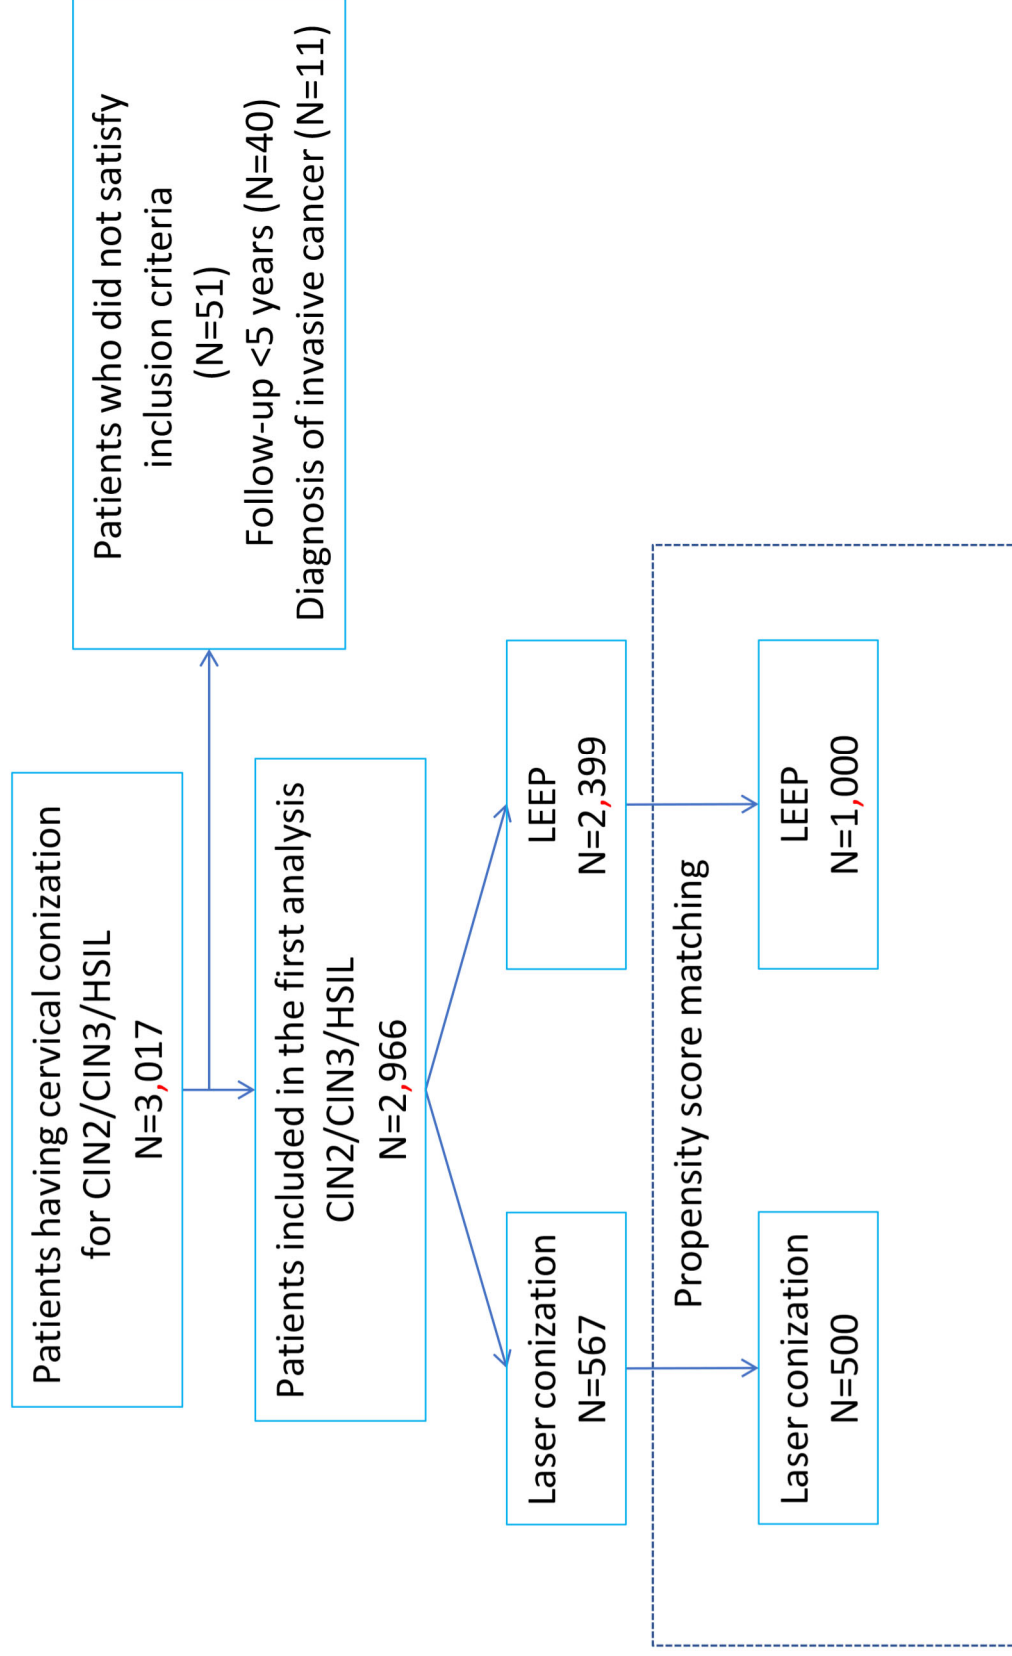 Patients having cervical conization
for CIN2/CIN3/HSIL
N=3,017
Patients who did not satisfy
inclusion criteria
(N=51)
Follow-up <5 years (N=40)
Diagnosis of invasive cancer (N=11)
Patients included in the first analysis
CIN2/CIN3/HSIL
N=2,966
Laser conization
N=567
LEEP
N=2,399
Propensity score matching
Laser conization
N=500
LEEP
N=1,000